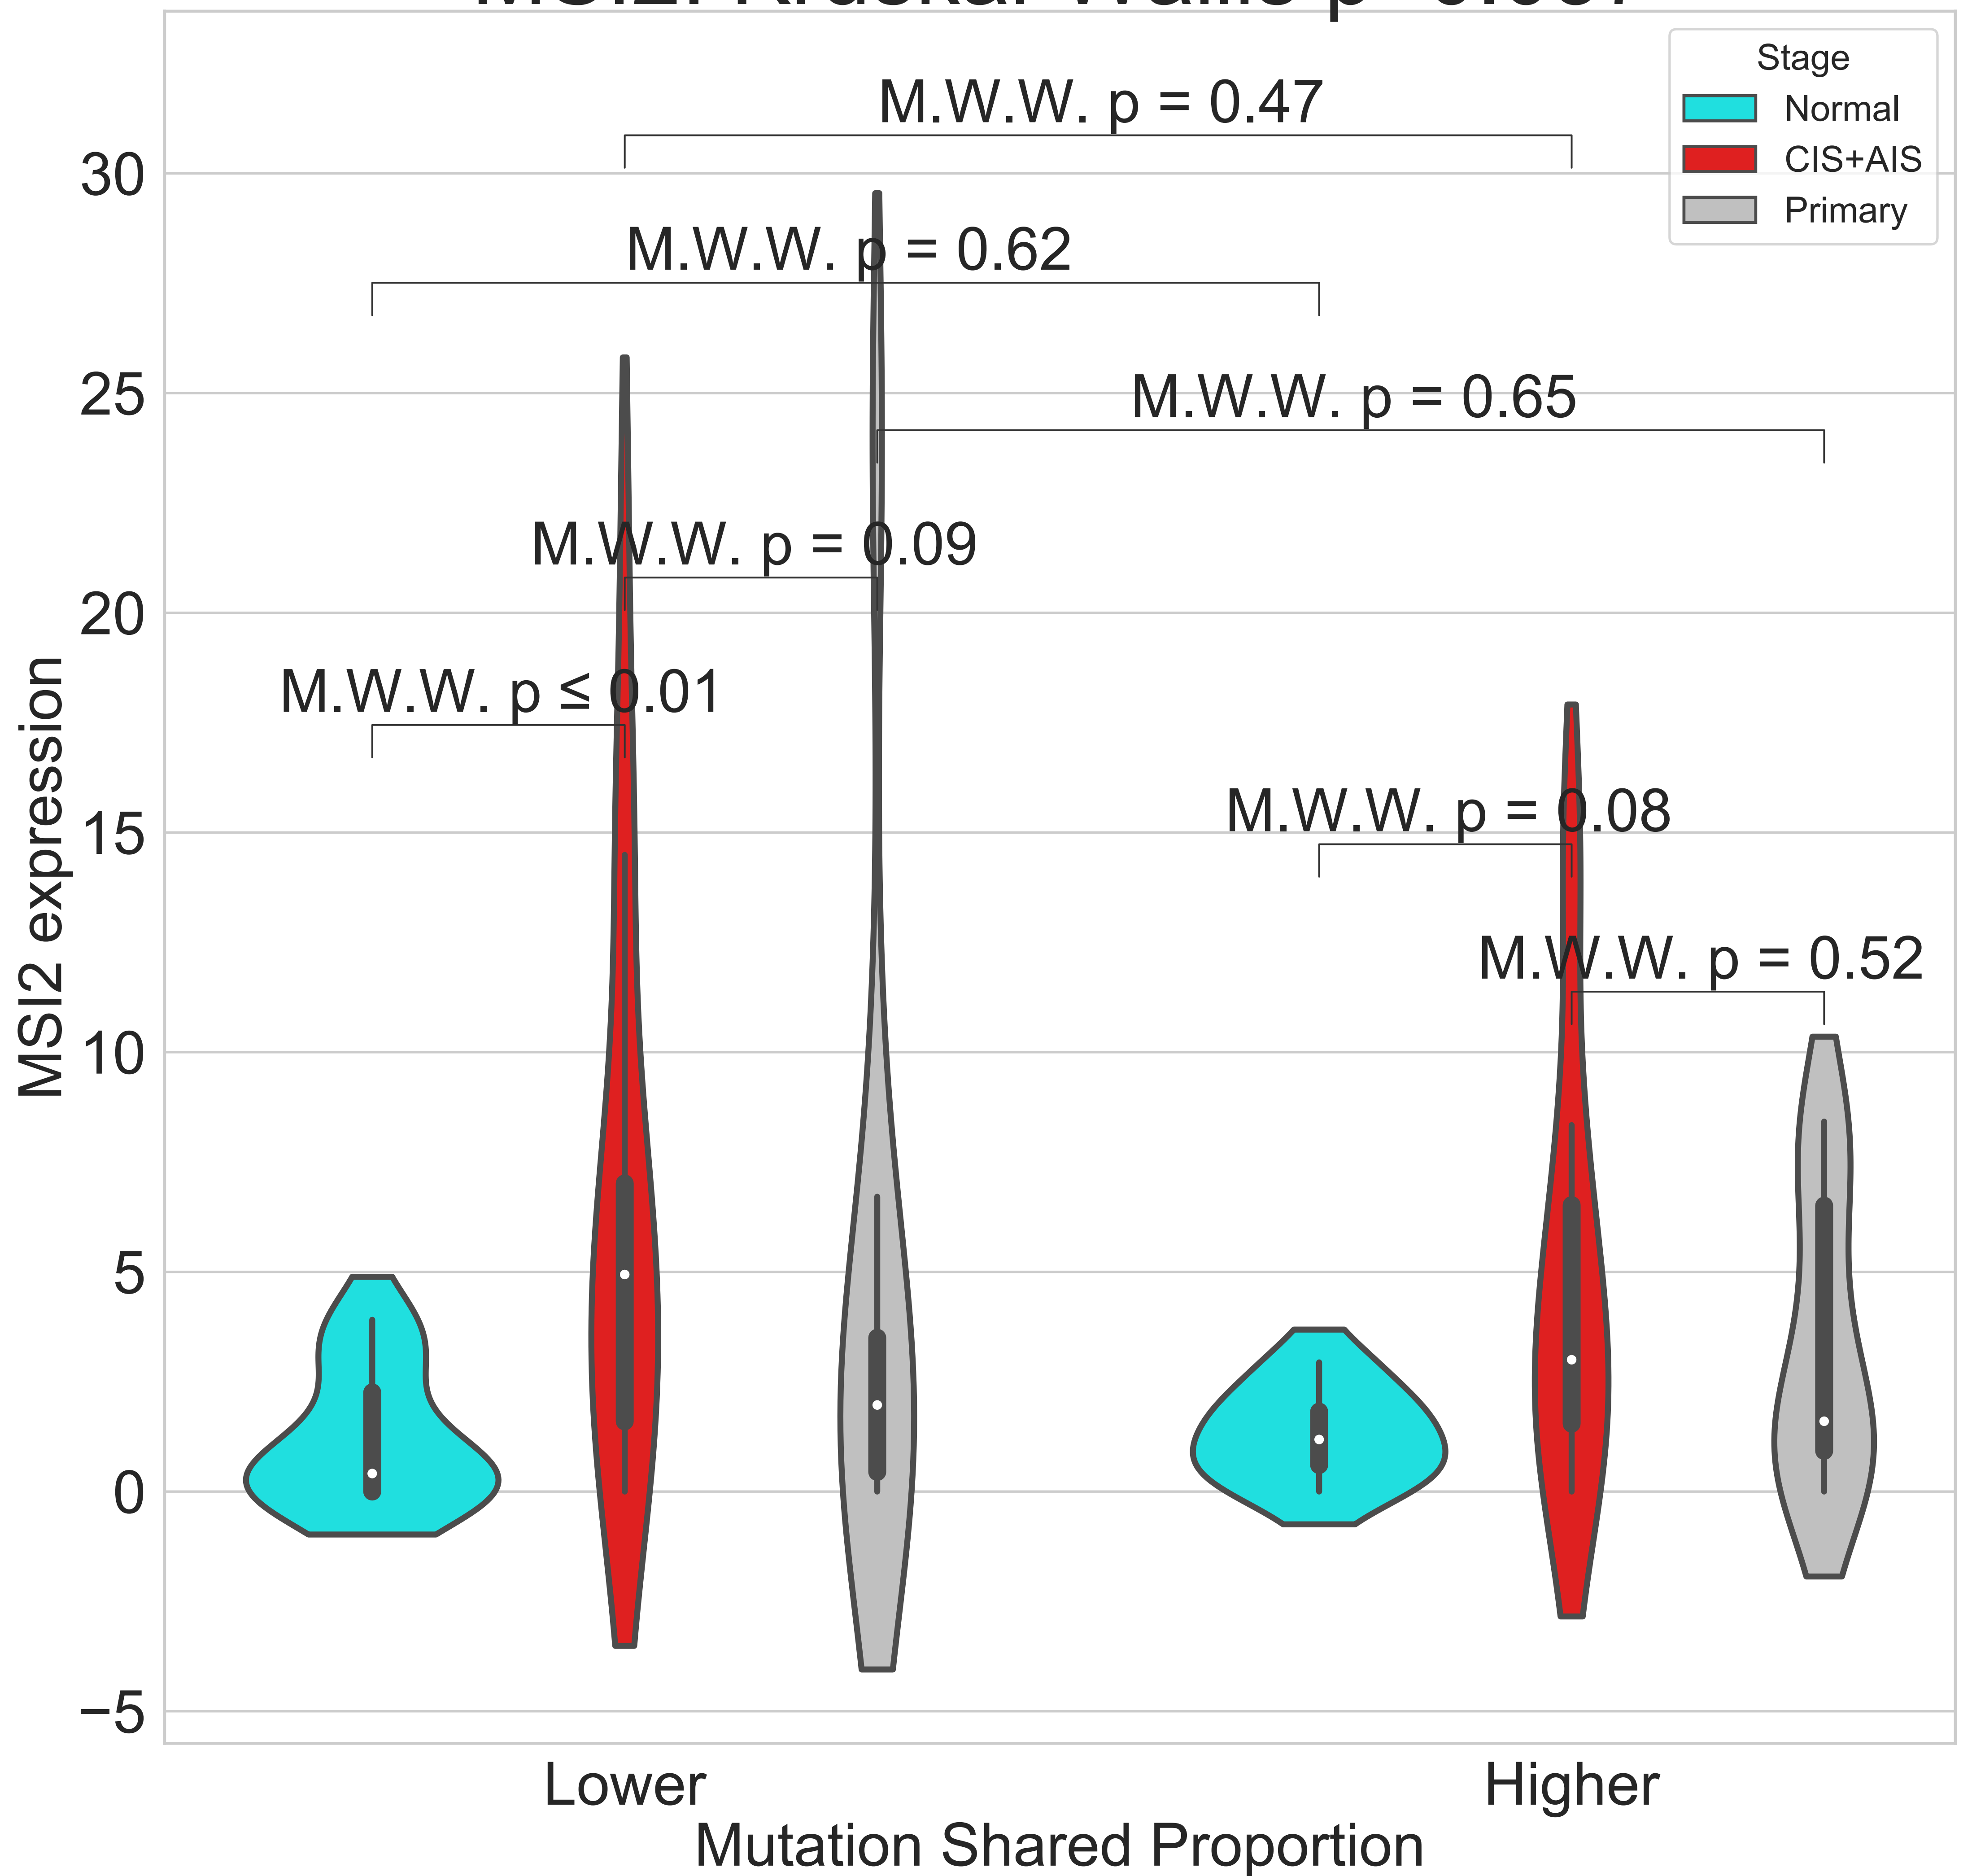 Stage
Normal
CIS+AIS
Primary
M.W.W. p = 0.47
M.W.W. p = 0.62
M.W.W. p = 0.65
M.W.W. p = 0.09
M.W.W. p ≤ 0.01
M.W.W. p = 0.08
M.W.W. p = 0.52
30
25
20
15
10
5
0
−5
MSI2 expression
Lower
Higher
Mutation Shared Proportion